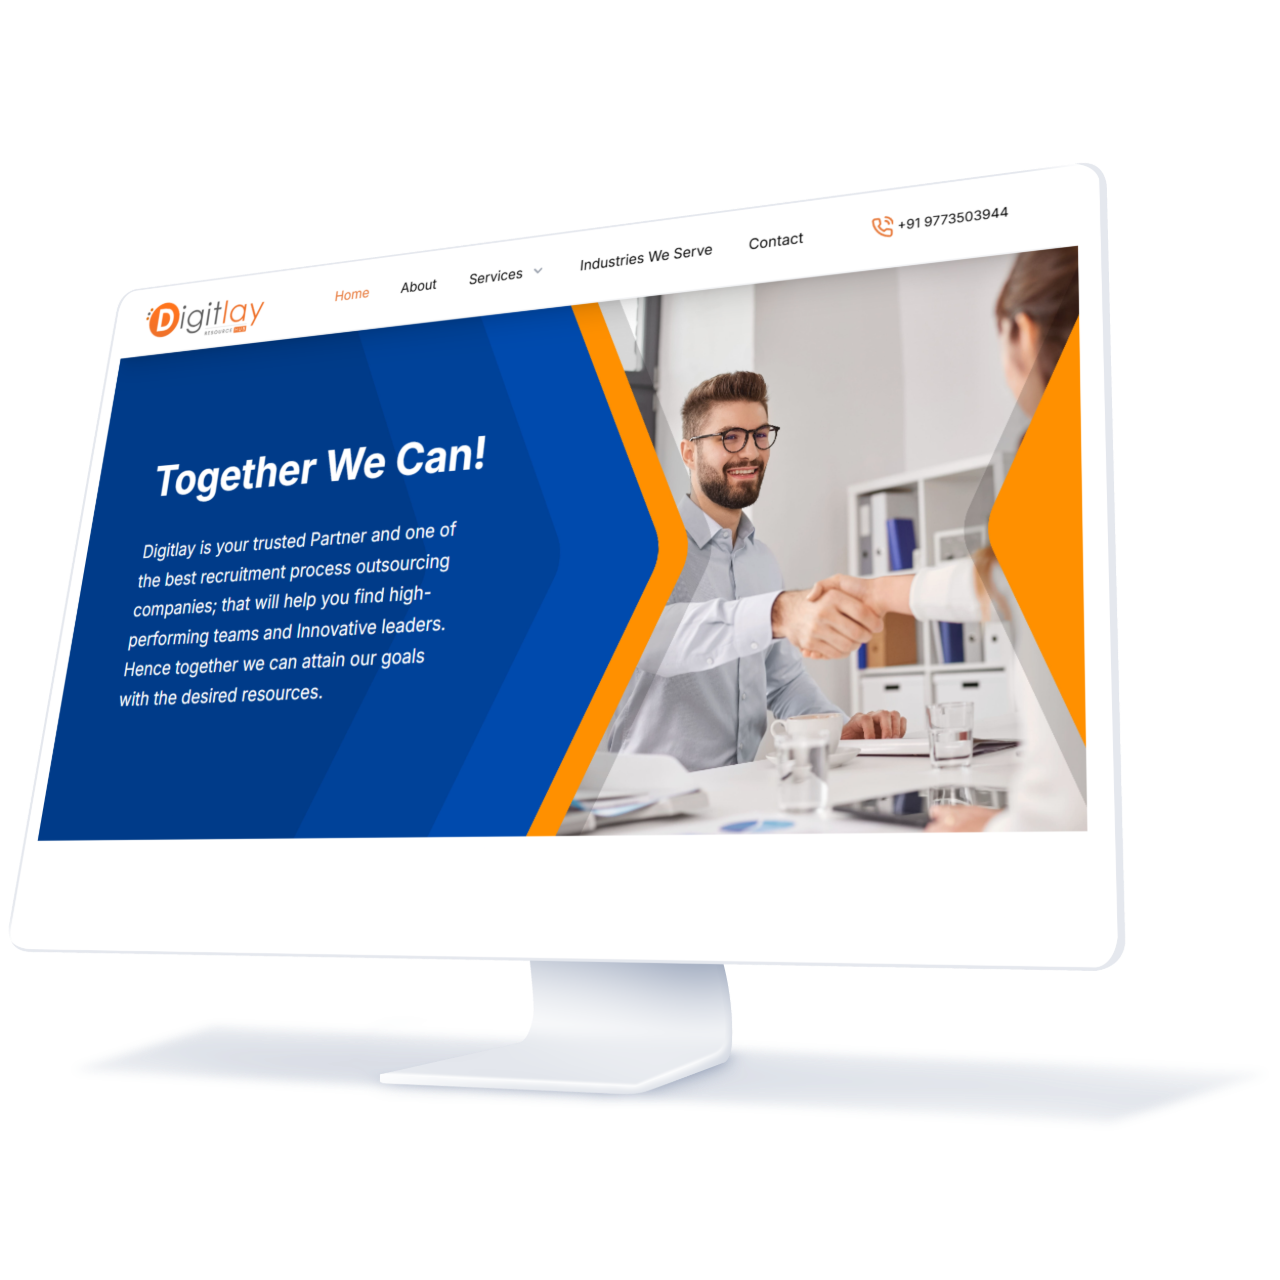 Digitlay
RESOURCE HUB
Home
About
Services
Industries We Serve
Contact
+91 9773503944
Together We Can!
Digitlay is your trusted Partner and one of
the best recruitment process outsourcing
companies; that will help you find high-
performing teams and Innovative leaders.
Hence together we can attain our goals
with the desired resources.